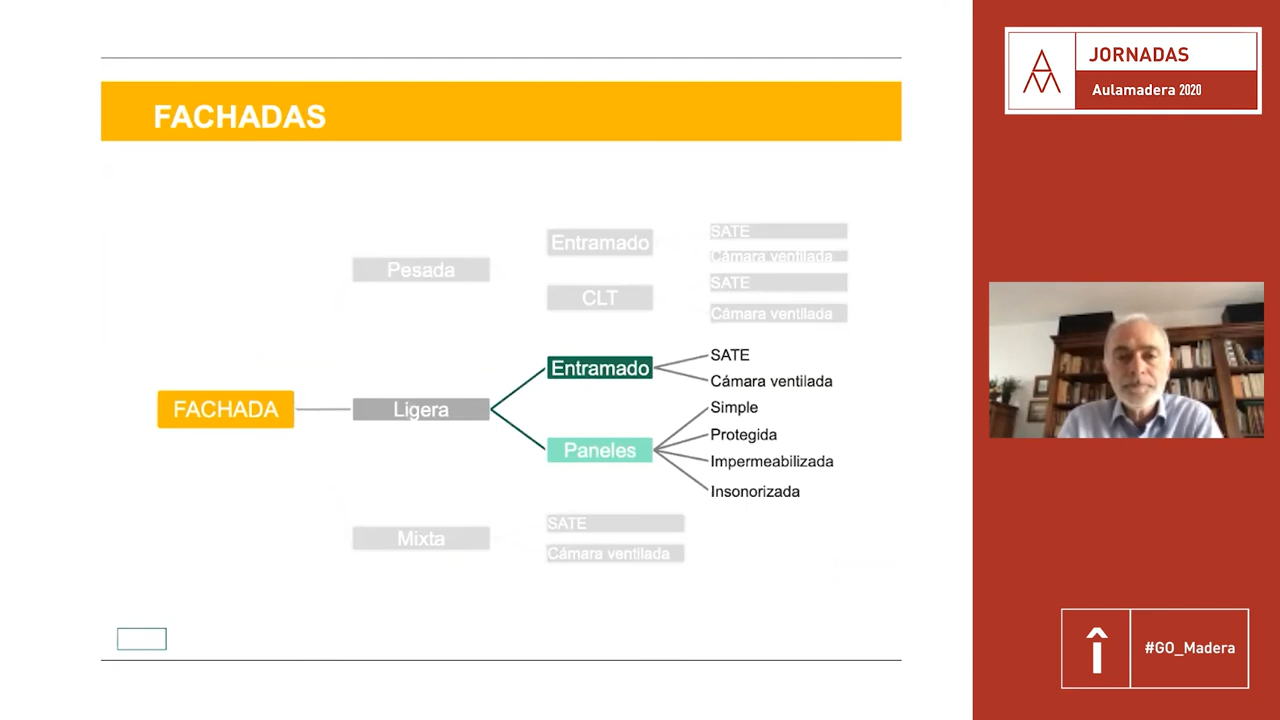 FACHADAS
FACHADA
Pesada
Entramado
SATE
Cámara ventilada
CLT
SATE
Cámara ventilada
Ligera
Entramado
SATE
Cámara ventilada
Paneles
Simple
Protegida
Impermeabilizada
Insonorizada
Mixta
SATE
Cámara ventilada
JORNADAS
Aulamadera 2020
#GO_Madera